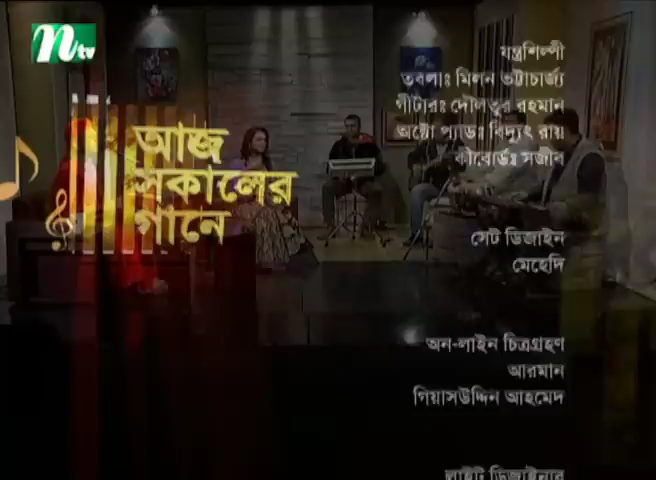 ntv
আজ
সকালের
গানে
যন্ত্রশিল্পী
তবলাঃ মিলন ভট্টাচার্জ্য
গীটারঃ দৌলতুর রহমান
অক্টো প্যাডঃ বিদ্যুৎ রায়
কীবোর্ডঃ সজীব
সেট ডিজাইন
মেহেদি
অন-লাইন চিত্রগ্রহণ
আরমান
গিয়াসউদ্দিন আহমেদ
লাইট ডিজাইনার